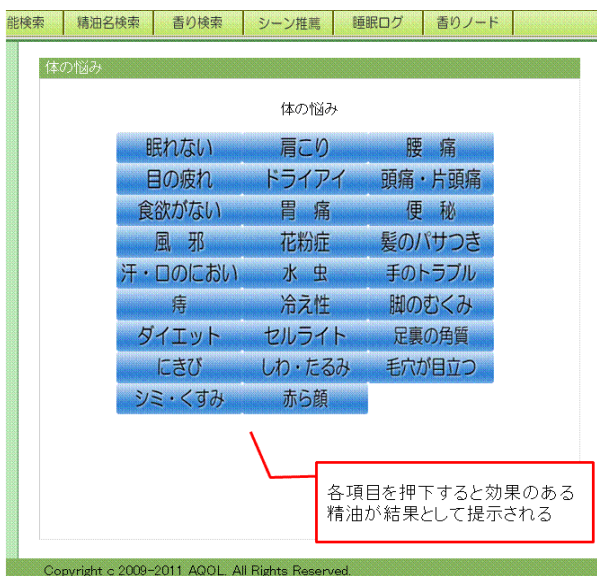 能検索 精油名検索 香り検索 シーン推薦 睡眠ログ 香りノード
体の悩み
体の悩み
眠れない 肩こり 腰 痛
目の疲れ ドライアイ 頭痛・片頭痛
食欲がない 胃 痛 便 秘
風 邪 花粉症 髪のパサつき
汗・口のにおい 水 虫 手のトラブル
痔 冷え性 脚のむくみ
ダイエット セルライト 足裏の角質
にきび しわ・たるみ 毛穴が目立つ
シミ・くすみ 赤ら顔
各項目を押下すると効果のある
精油が結果として提示される
Copyright c 2009-2011 AQOL. All Rights Reserved.